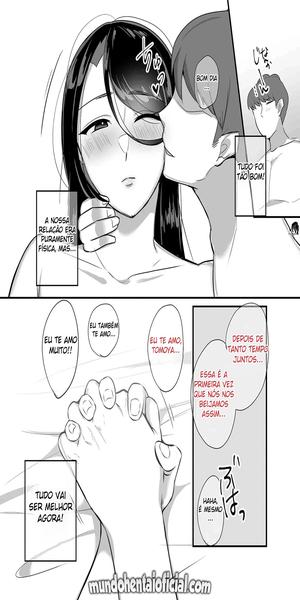 BOM DIA
...
TUDO FOI
TÃO BOM!
A NOSSA
RELAÇÃO ERA
PURAMENTE
FÍSICA, MAS...
DEPOIS DE
TANTO TEMPO
JUNTOS...
ESSA É A
PRIMEIRA VEZ
QUE NÓS NOS
BEIJAMOS
ASSIM...
EU TE AMO,
TOMOYA...
EU TAMBÉM
TE AMO...
EU TE AMO
MUITO!!
HAHA,
É MESMO
...
TUDO VAI
SER MELHOR
AGORA!
mundohentaioficial.com